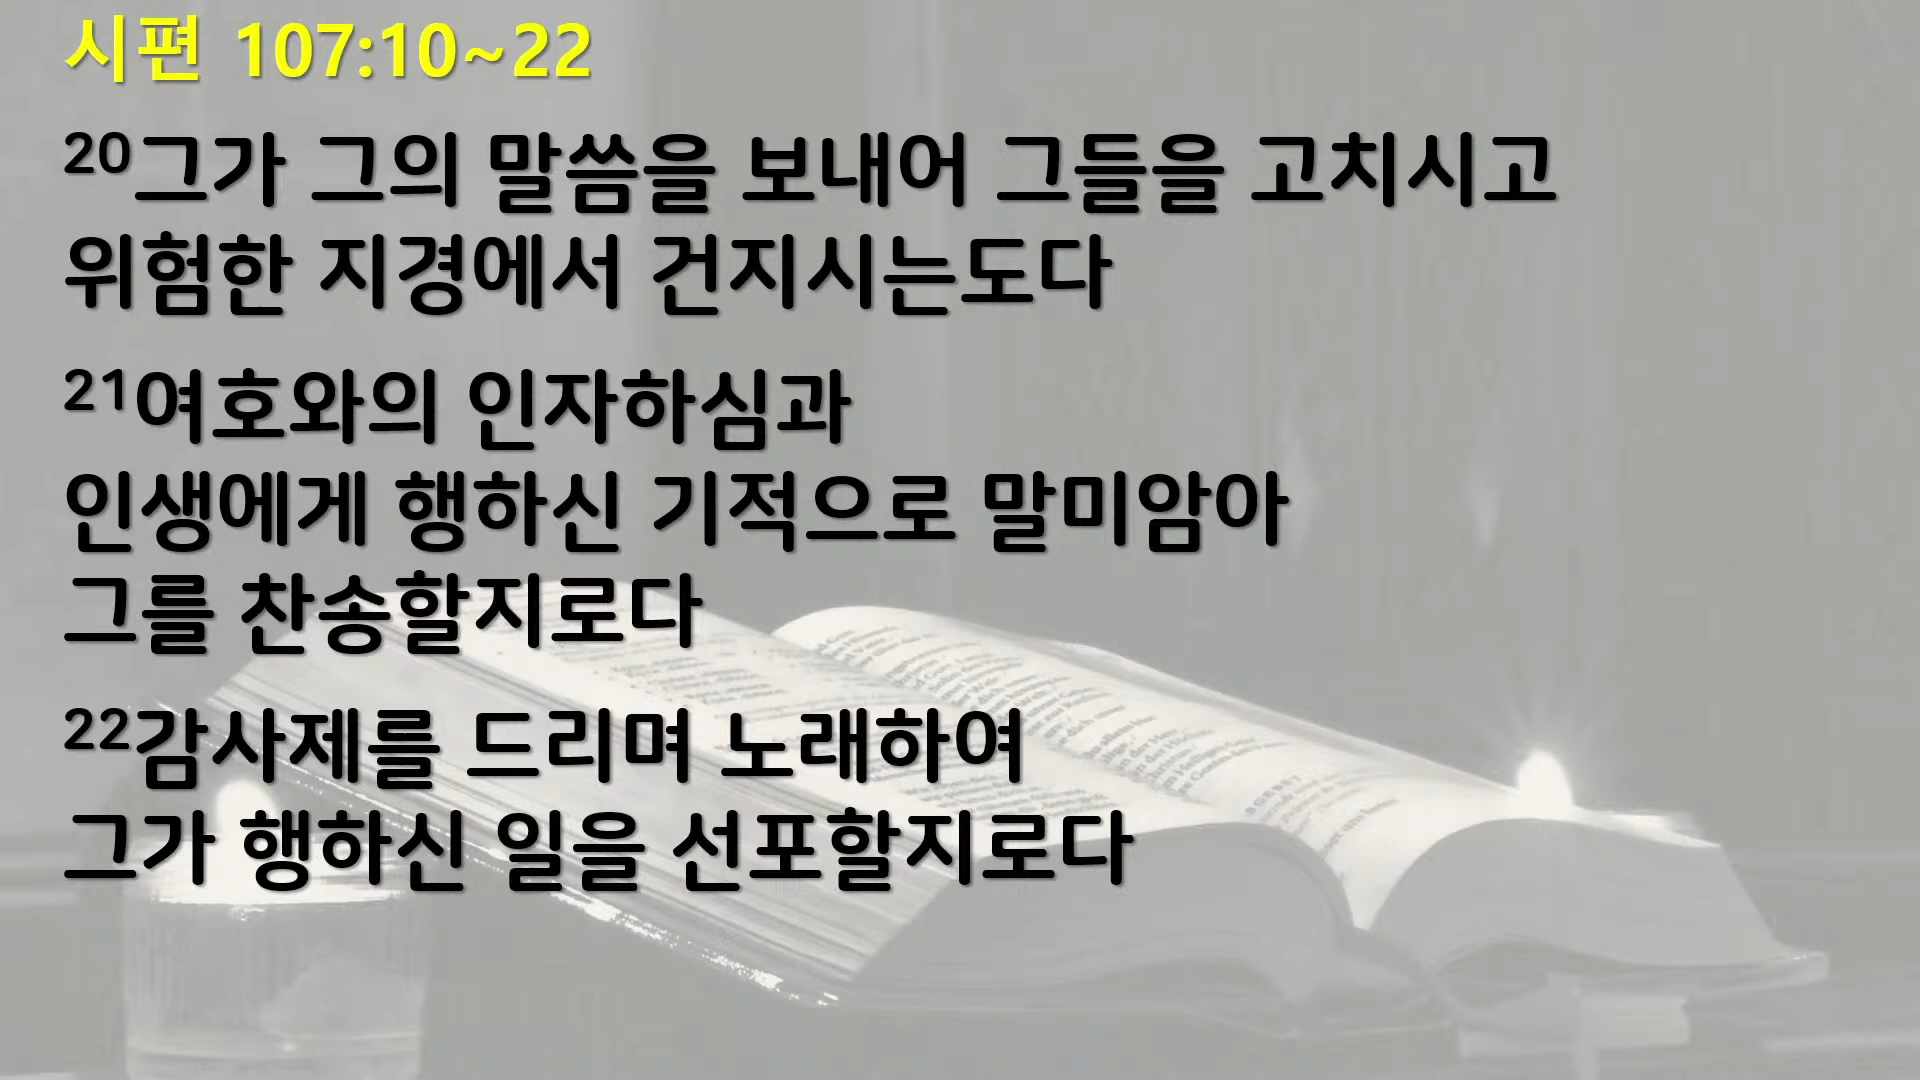 시편 107:10~22
²⁰그가 그의 말씀을 보내어 그들을 고치시고
위험한 지경에서 건지시는도다
²¹여호와의 인자하심과
인생에게 행하신 기적으로 말미암아
그를 찬송할지로다
²²감사제를 드리며 노래하여
그가 행하신 일을 선포할지로다